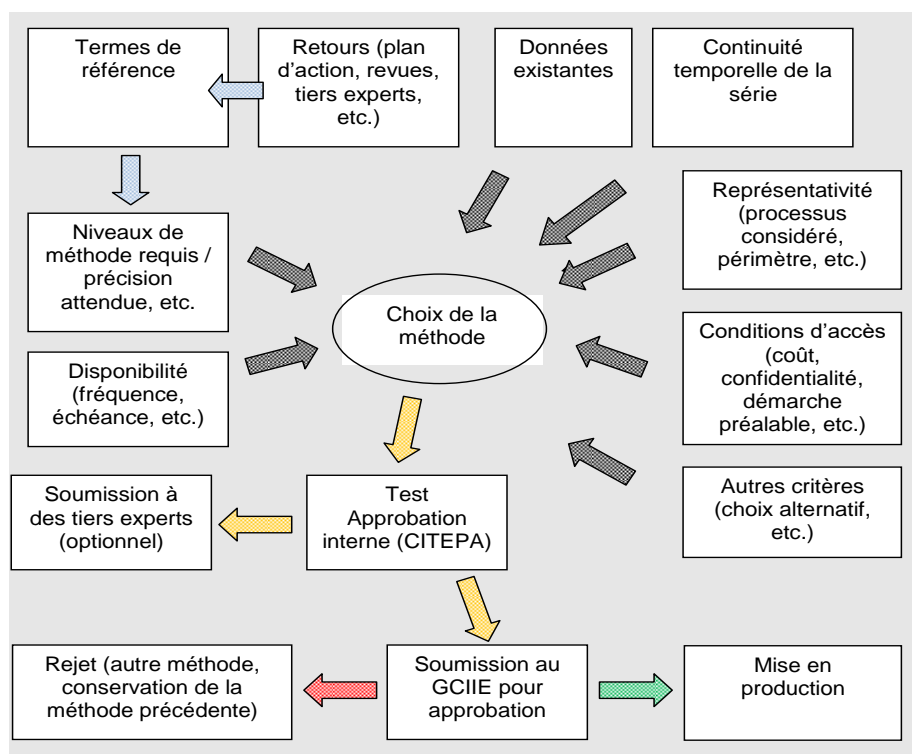 Termes de
référence
Retours (plan
d'action, revues,
tiers experts,
etc.)
Données
existantes
Continuité
temporelle de la
série
Niveaux de
méthode requis /
précision
attendue, etc.
Représentativité
(processus
considéré,
périmètre, etc.)
Choix de la
méthode
Disponibilité
(fréquence,
échéance, etc.)
Conditions d'accès
(coût,
confidentialité,
démarche
préalable, etc.)
Soumission à
des tiers experts
(optionnel)
Test
Approbation
interne (CITEPA)
Autres critères
(choix alternatif,
etc.)
Rejet (autre méthode,
conservation de la
méthode précédente)
Soumission au
GCIIE pour
approbation
Mise en
production